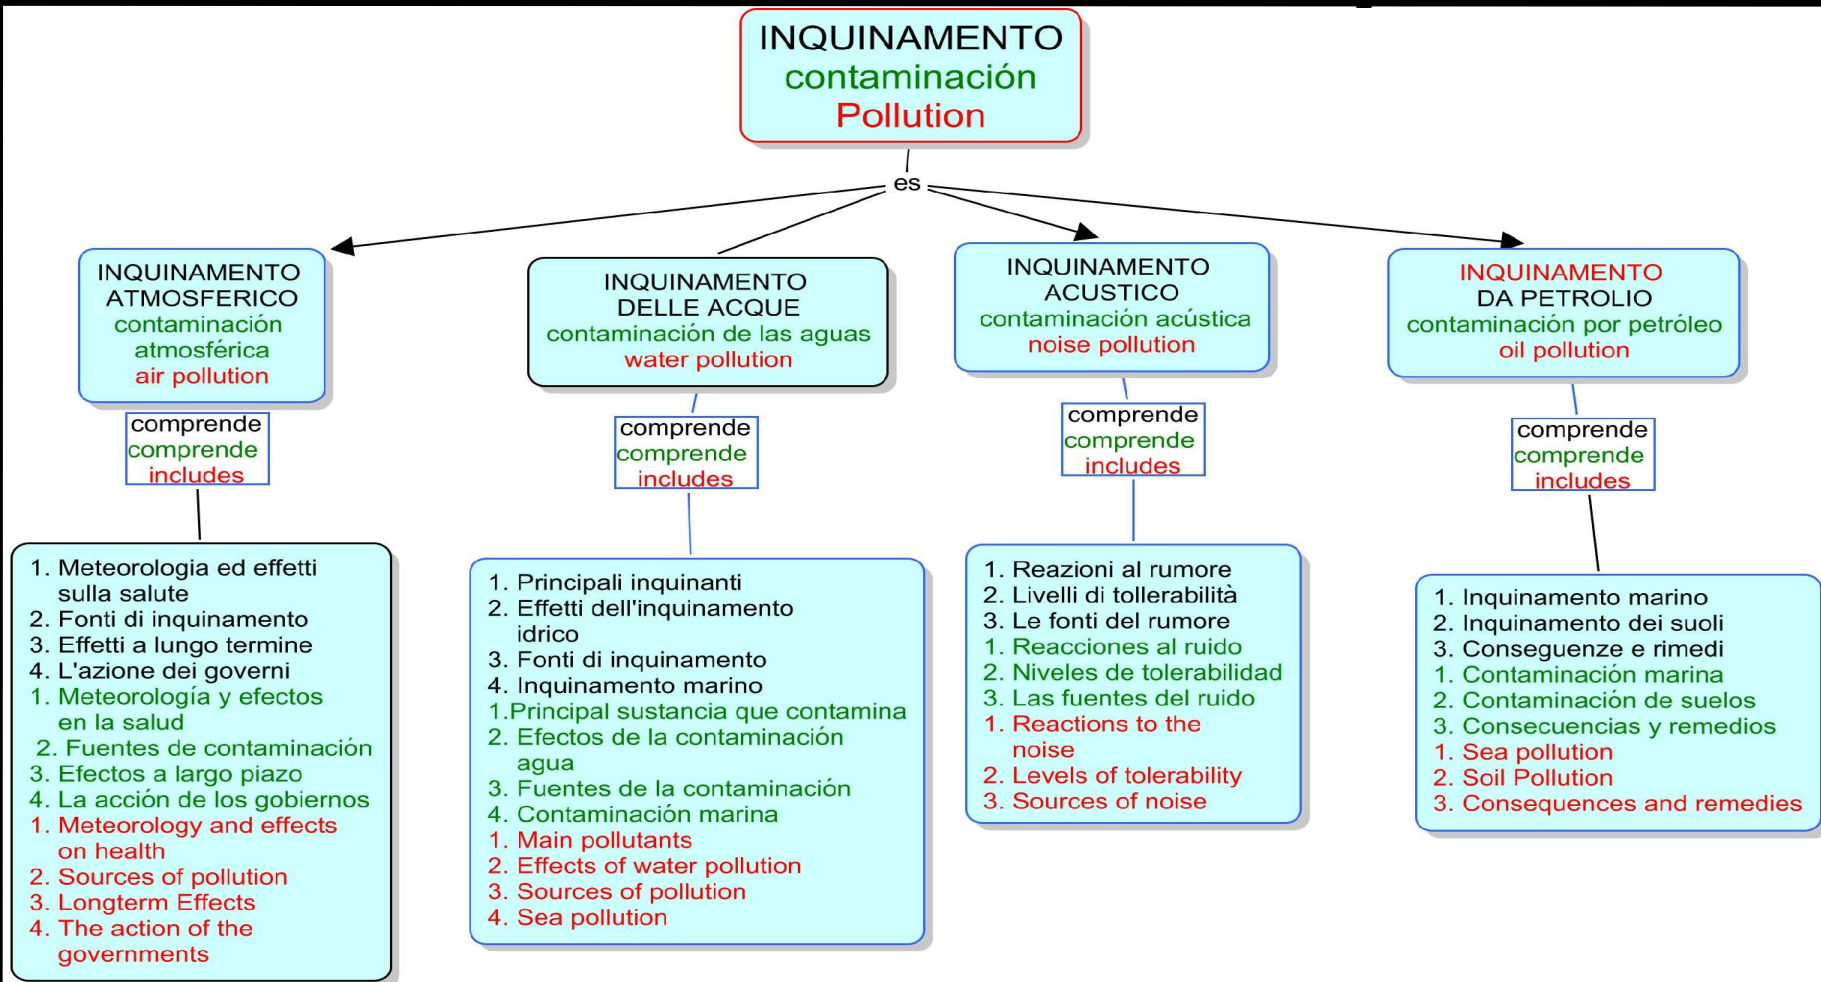 INQUINAMENTO
contaminación
Pollution
es
INQUINAMENTO
ATMOSFERICO
contaminación
atmosférica
air pollution
comprende
comprende
includes
1. Meteorologia ed effetti
sulla salute
2. Fonti di inquinamento
3. Effetti a lungo termine
4. L'azione dei governi
1. Meteorología y efectos
en la salud
2. Fuentes de contaminación
3. Efectos a largo piazo
4. La acción de los gobiernos
1. Meteorology and effects
on health
2. Sources of pollution
3. Longterm Effects
4. The action of the
governments
INQUINAMENTO
DELLE ACQUE
contaminación de las aguas
water pollution
comprende
comprende
includes
1. Principali inquinanti
2. Effetti dell'inquinamento
idrico
3. Fonti di inquinamento
4. Inquinamento marino
1.Principal sustancia que contamina
2. Efectos de la contaminación
agua
3. Fuentes de la contaminación
4. Contaminación marina
1. Main pollutants
2. Effects of water pollution
3. Sources of pollution
4. Sea pollution
INQUINAMENTO
ACUSTICO
contaminación acústica
noise pollution
comprende
comprende
includes
1. Reazioni al rumore
2. Livelli di tollerabilità
3. Le fonti del rumore
1. Reacciones al ruido
2. Niveles de tolerabilidad
3. Las fuentes del ruido
1. Reactions to the
noise
2. Levels of tolerability
3. Sources of noise
INQUINAMENTO
DA PETROLIO
contaminación por petróleo
oil pollution
comprende
comprende
includes
1. Inquinamento marino
2. Inquinamento dei suoli
3. Conseguenze e rimedi
1. Contaminación marina
2. Contaminación de suelos
3. Consecuencias y remedios
1. Sea pollution
2. Soil Pollution
3. Consequences and remedies